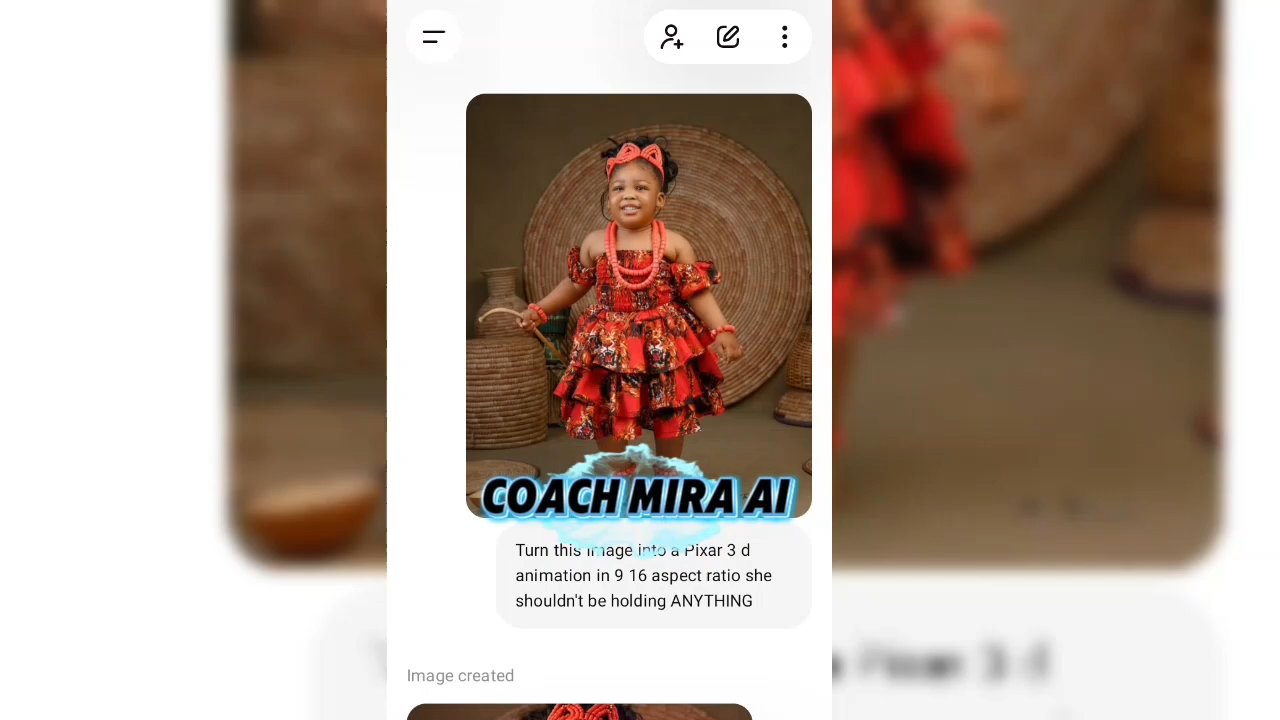 COACH MIRA AI
Turn this image into a Pixar 3 d
animation in 9 16 aspect ratio she
shouldn't be holding ANYTHING
Image created